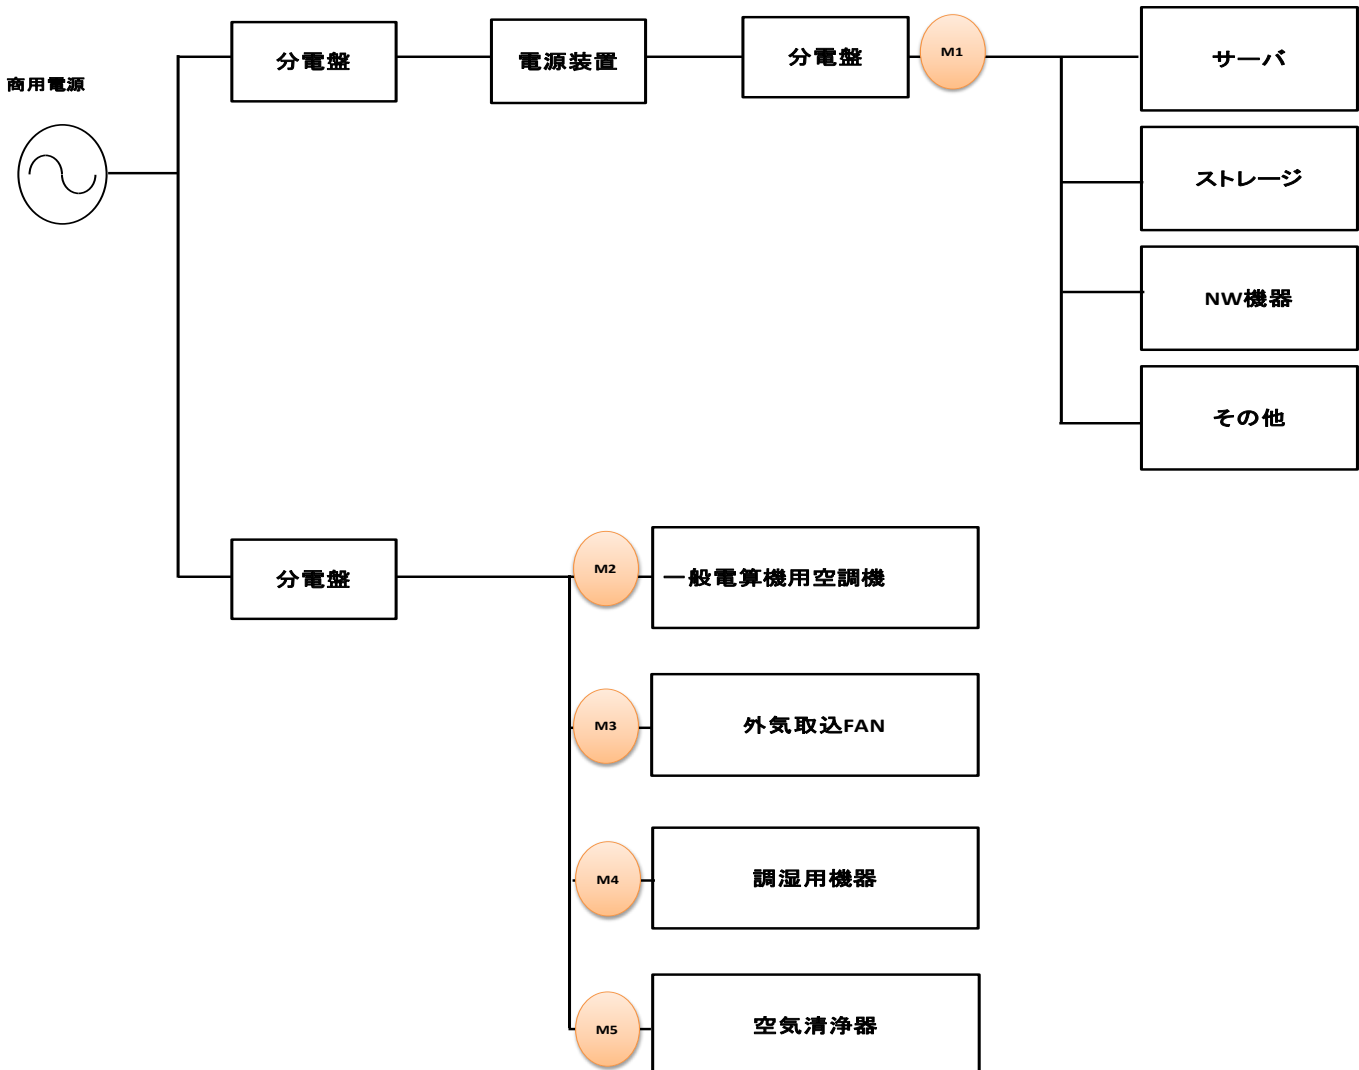 商用電源
分電盤
電源装置
分電盤
M1
サーバ
ストレージ
NW機器
その他
分電盤
M2
一般電算機用空調機
M3
外気取込FAN
M4
調湿用機器
M5
空気清浄器